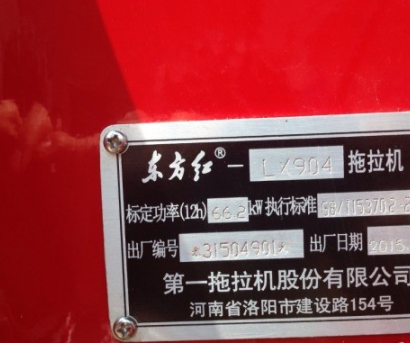 东方红®-LX904 拖拉机
标定功率(12h) 66.2 kW 执行标准
出厂编号 *31504901* 出厂日期 2015.
第一拖拉机股份有限公司
河南省洛阳市建设路154号